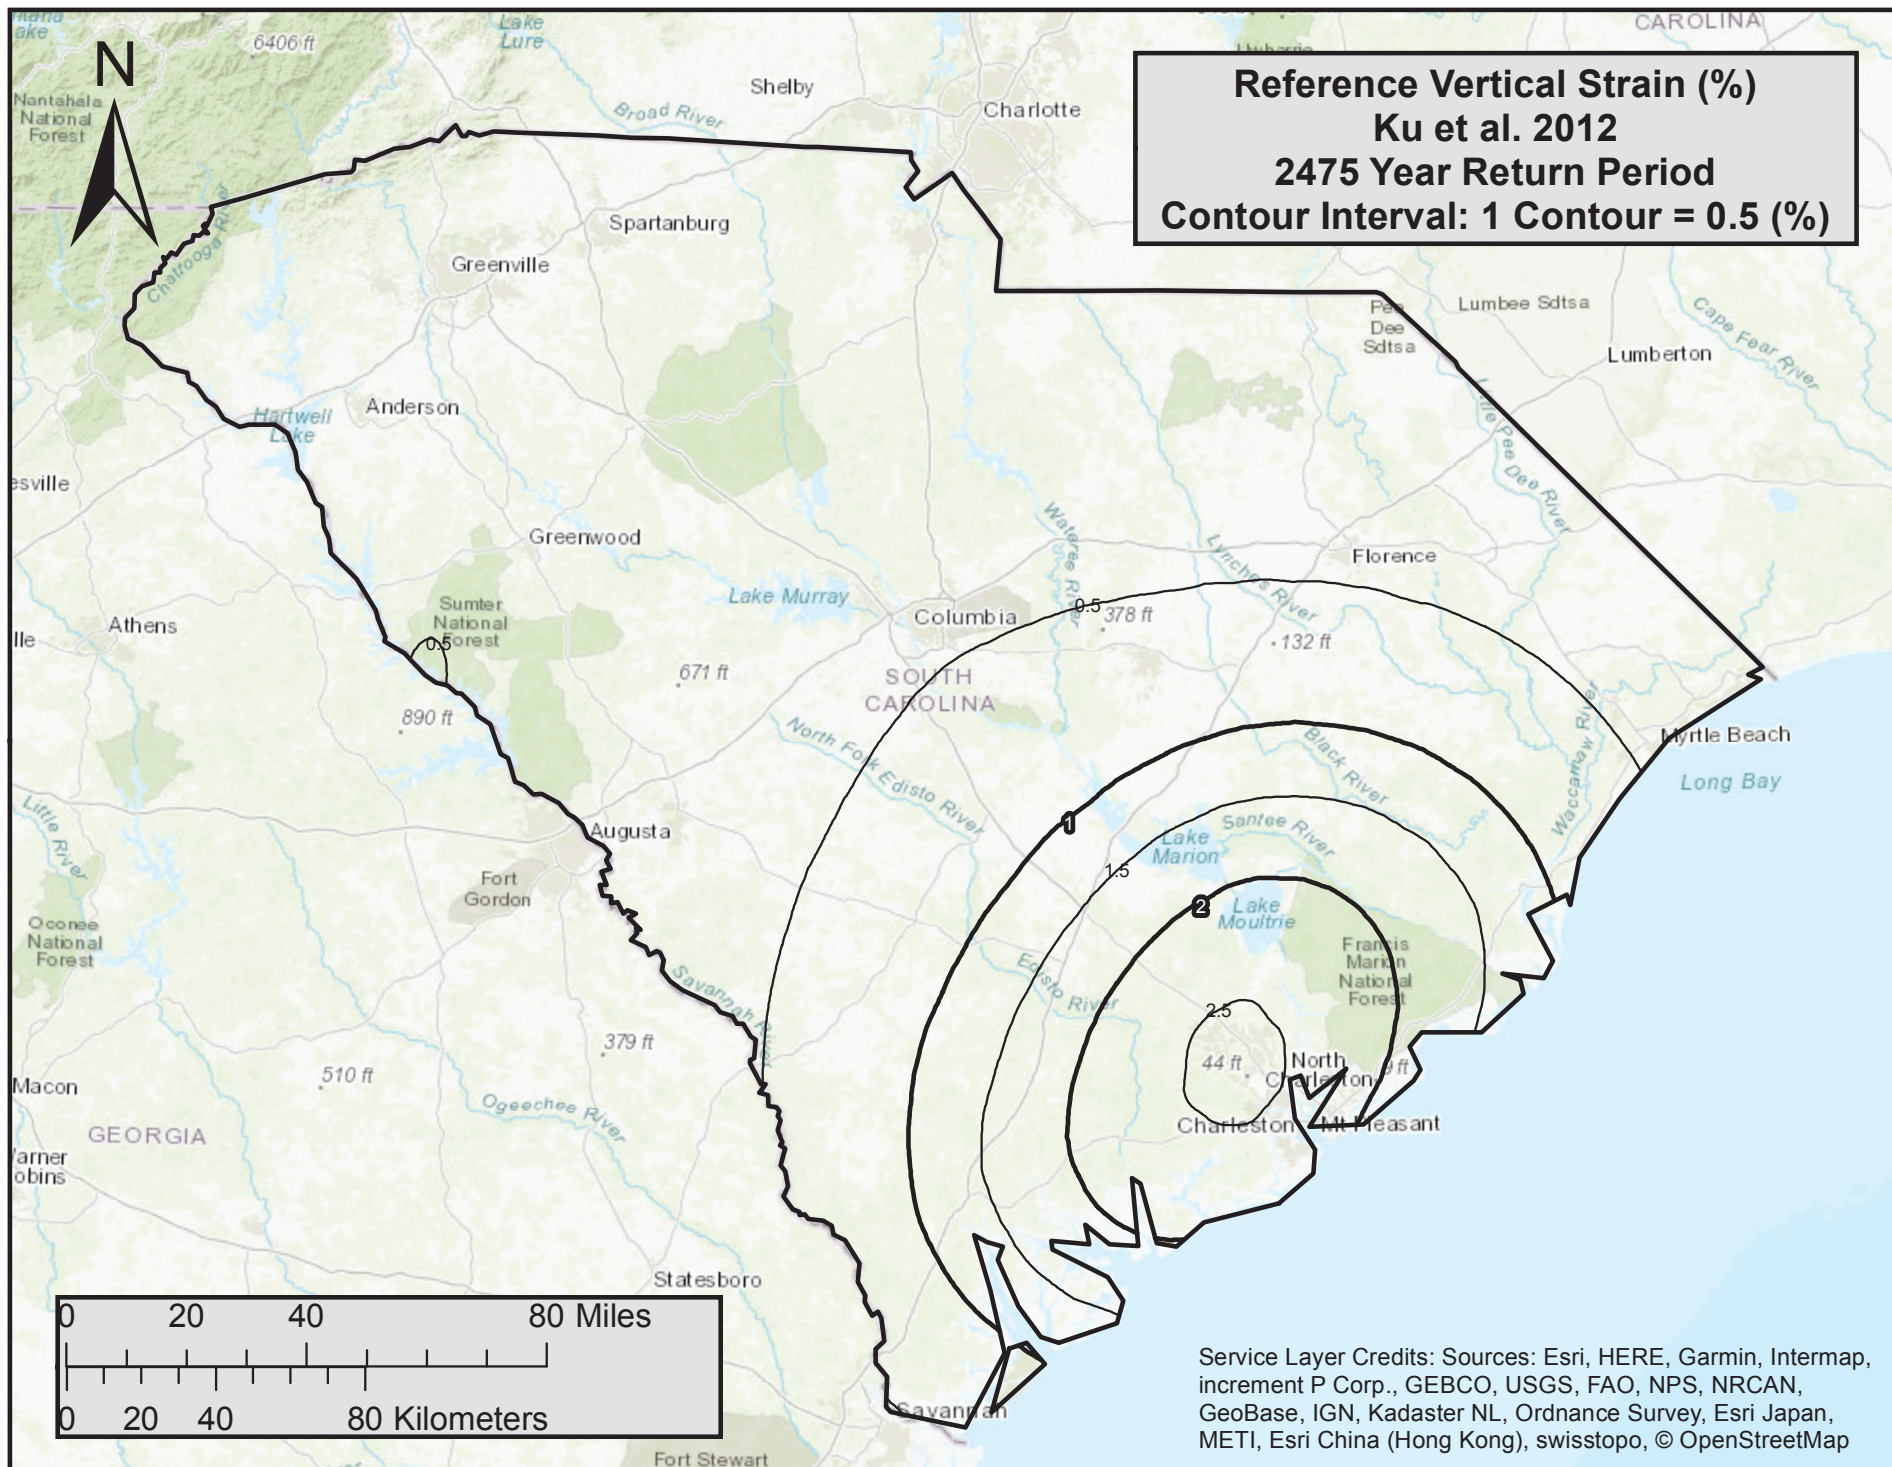 CAROLINA
Lake
Lure
6406 ft
N
Nantahala
National
Forest
Shelby
Broad River
Charlotte
Reference Vertical Strain (%)
Ku et al. 2012
2475 Year Return Period
Contour Interval: 1 Contour = 0.5 (%)
Chatrooga River
Spartanburg
Greenville
Pee
Dee
Sdtsa
Lumbee Sdtsa
Cape Fear River
Lumberton
Hartwell
Lake
Anderson
Little Pee Dee River
esville
Greenwood
Wateree River
Lynches River
Florence
Lake Murray
Columbia
0.5
378 ft
132 ft
Sumter
National
Forest
0.5
Athens
lle
671 ft
SOUTH
CAROLINA
890 ft
North Fork Edisto River
Black River
Waccamaw River
Myrtle Beach
Long Bay
Little River
Augusta
1
Lake
Marion
Santee River
1.5
Fort
Gordon
2
Lake
Moultrie
Oconee
National
Forest
Francis
Marion
National
Forest
Savannah River
Edisto River
2.5
379 ft
44 ft
North
Charleston
9 ft
510 ft
Macon
Ogeechee River
Charleston
Mt Pleasant
GEORGIA
arner
obins
Statesboro
0 20 40 80 Miles
0 20 40 80 Kilometers
Savannah
Fort Stewart
Service Layer Credits: Sources: Esri, HERE, Garmin, Intermap,
increment P Corp., GEBCO, USGS, FAO, NPS, NRCAN,
GeoBase, IGN, Kadaster NL, Ordnance Survey, Esri Japan,
METI, Esri China (Hong Kong), swisstopo, © OpenStreetMap